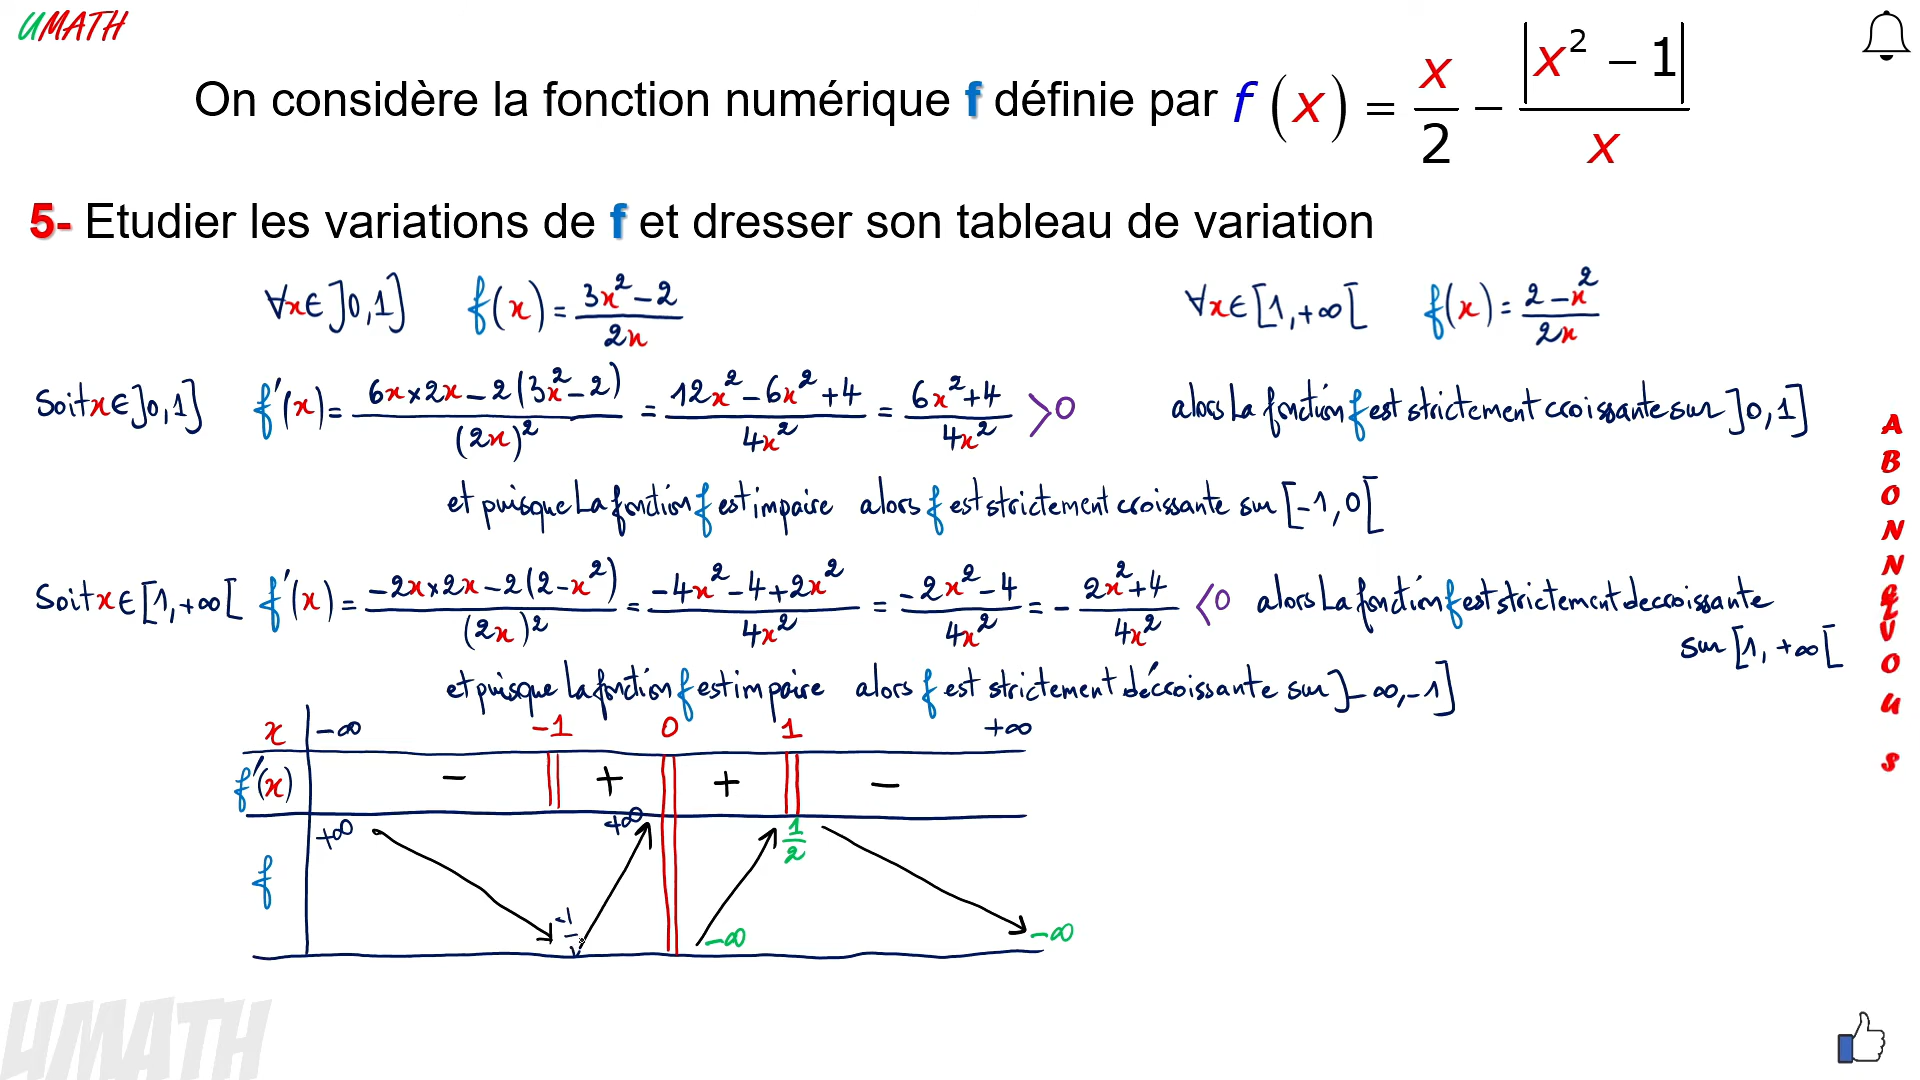 UMATH
On considère la fonction numérique f définie par f(x) = x/2 − |x² − 1|/x
5- Etudier les variations de f et dresser son tableau de variation
∀x∈]0,1] f(x) = (3x² − 2)/2x ∀x∈[1,+∞[ f(x) = (2 − x²)/2x
Soit x∈]0,1] f'(x) = (6x×2x − 2(3x² − 2))/(2x)² = (12x² − 6x² + 4)/4x² = (6x² + 4)/4x² >0 alors La fonction f est strictement croissante sur ]0,1]
et puisque La fonction f est impaire alors f est strictement croissante sur [-1,0[
Soit x∈[1,+∞[ f'(x) = (−2x×2x − 2(2 − x²))/(2x)² = (−4x² − 4 + 2x²)/4x² = (−2x² − 4)/4x² = − (2x² + 4)/4x² <0 alors La fonction f est strictement decroissante
sur [1,+∞[
et puisque la fonction f est impaire alors f est strictement décroissante sur ]−∞,−1]
x −∞ −1 0 1 +∞
f'(x) − + + −
+∞ +∞ 1/2
f
−1/ −∞ −∞
ABONNEZ VOUS
UMATH